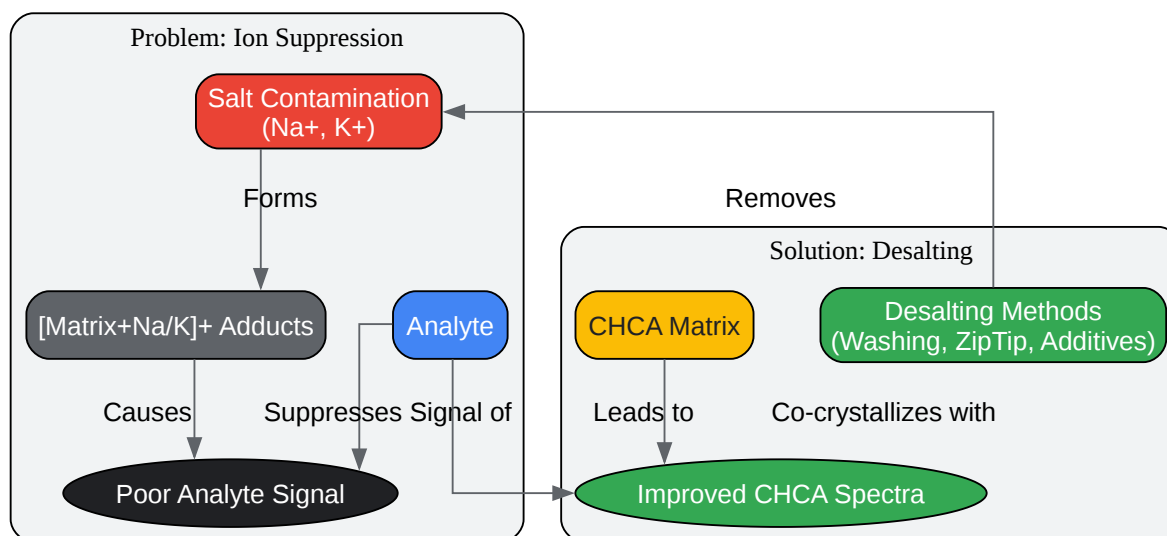 Problem: Ion Suppression
Salt Contamination
(Na+, K+)
Forms
Removes
Solution: Desalting
[Matrix+Na/K]+ Adducts
Analyte
CHCA Matrix
Desalting Methods
(Washing, ZipTip, Additives)
Causes
Suppresses Signal of
Leads to
Co-crystallizes with
Poor Analyte Signal
Improved CHCA Spectra